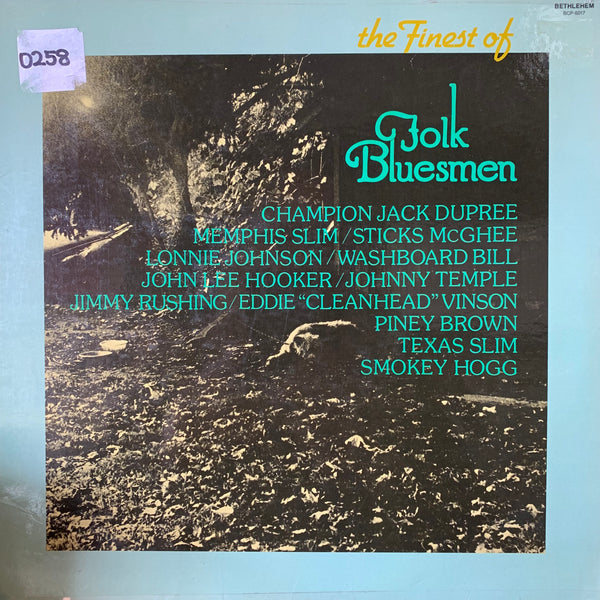 0258
the Finest of
BETHLEHEM
BCP-6017
Folk
Bluesmen
CHAMPION JACK DUPREE
MEMPHIS SLIM/STICKS McGHEE
LONNIE JOHNSON/WASHBOARD BILL
JOHN LEE HOOKER/JOHNNY TEMPLE
JIMMY RUSHING/EDDIE “CLEANHEAD” VINSON
PINEY BROWN
TEXAS SLIM
SMOKEY HOGG